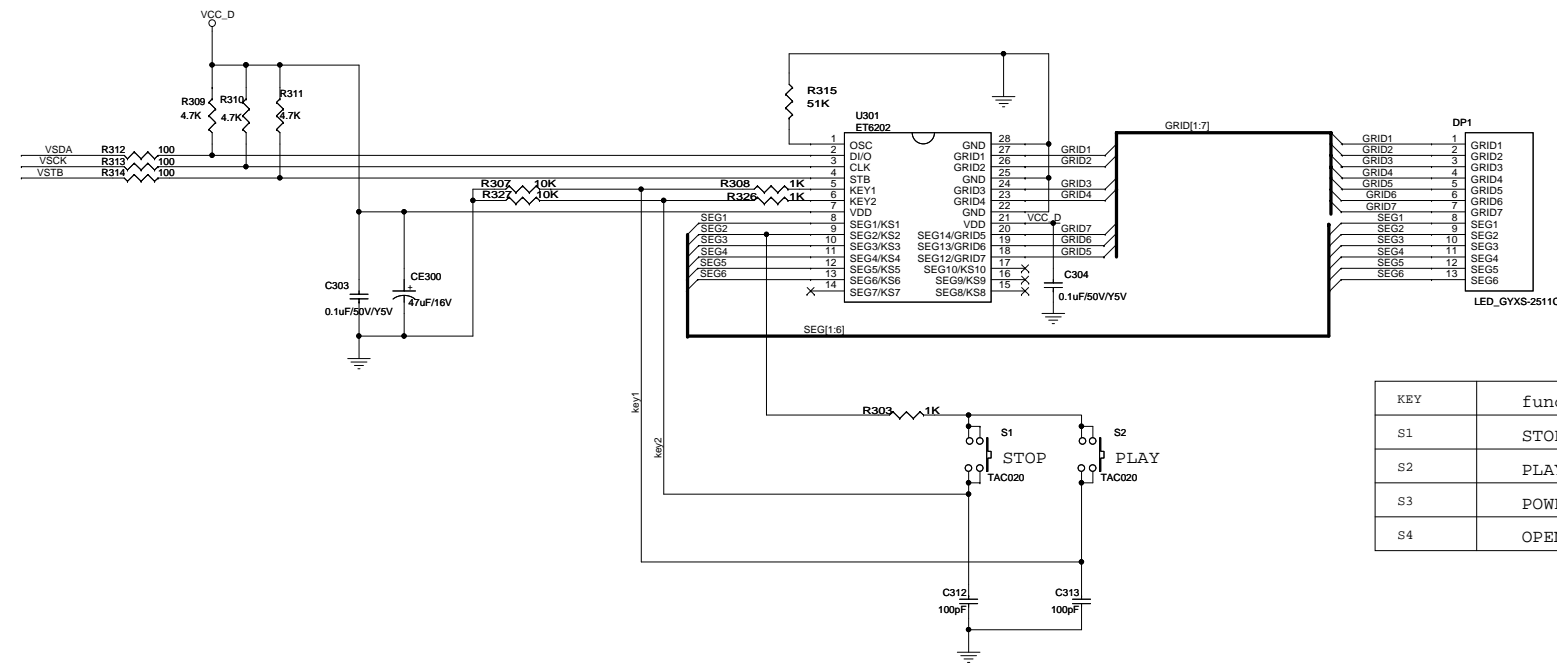 VCC_D
R309
4.7K
R310
4.7K
R311
4.7K
VSDA
R312
100
VSCK
R313
100
VSTB
R314
100
R307
10K
R327
10K
R308
1K
R326
1K
C303
0.1uF/50V/Y5V
CE300
+
47uF/16V
R315
51K
U301
ET6202
1
OSC
2
DI/O
3
CLK
4
STB
5
KEY1
6
KEY2
7
VDD
8
SEG1/KS1
9
SEG2/KS2
10
SEG3/KS3
11
SEG4/KS4
12
SEG5/KS5
13
SEG6/KS6
14
SEG7/KS7
28
GND
27
GRID1
26
GRID2
25
GND
24
GRID3
23
GRID4
22
GND
21
VDD
20
SEG14/GRID5
19
SEG13/GRID6
18
SEG12/GRID7
17
SEG10/KS10
16
SEG9/KS9
15
SEG8/KS8
SEG1
SEG2
SEG3
SEG4
SEG5
SEG6
GRID1
GRID2
GRID3
GRID4
VCC_D
GRID7
GRID6
GRID5
C304
0.1uF/50V/Y5V
GRID[1:7]
SEG[1:6]
DP1
GRID1
1
GRID1
GRID2
2
GRID2
GRID3
3
GRID3
GRID4
4
GRID4
GRID5
5
GRID5
GRID6
6
GRID6
GRID7
7
GRID7
SEG1
8
SEG1
SEG2
9
SEG2
SEG3
10
SEG3
SEG4
11
SEG4
SEG5
12
SEG5
SEG6
13
SEG6
LED_GYXS-2511
key1
key2
R303
1K
S1
STOP
TAC020
S2
PLAY
TAC020
C312
100pF
C313
100pF
KEY
func
S1
STO
S2
PLA
S3
POW
S4
OPE